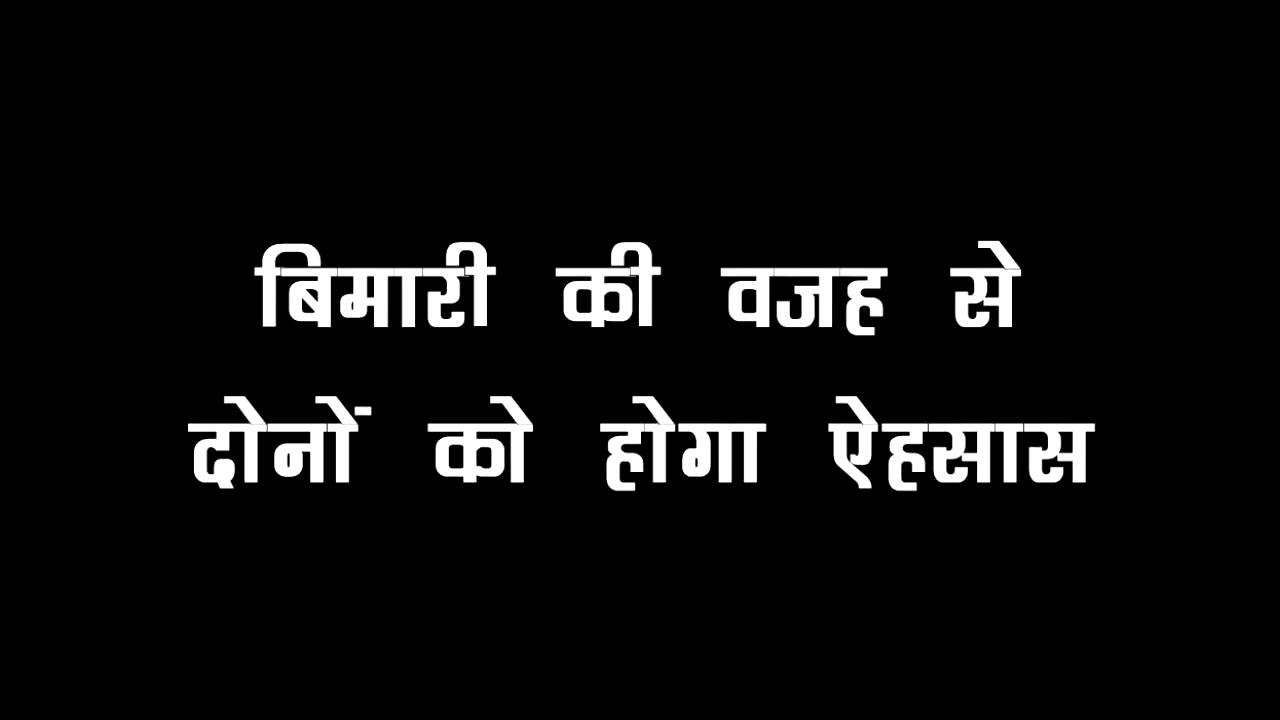 बिमारी की वजह से
दोनों को होगा ऐहसास